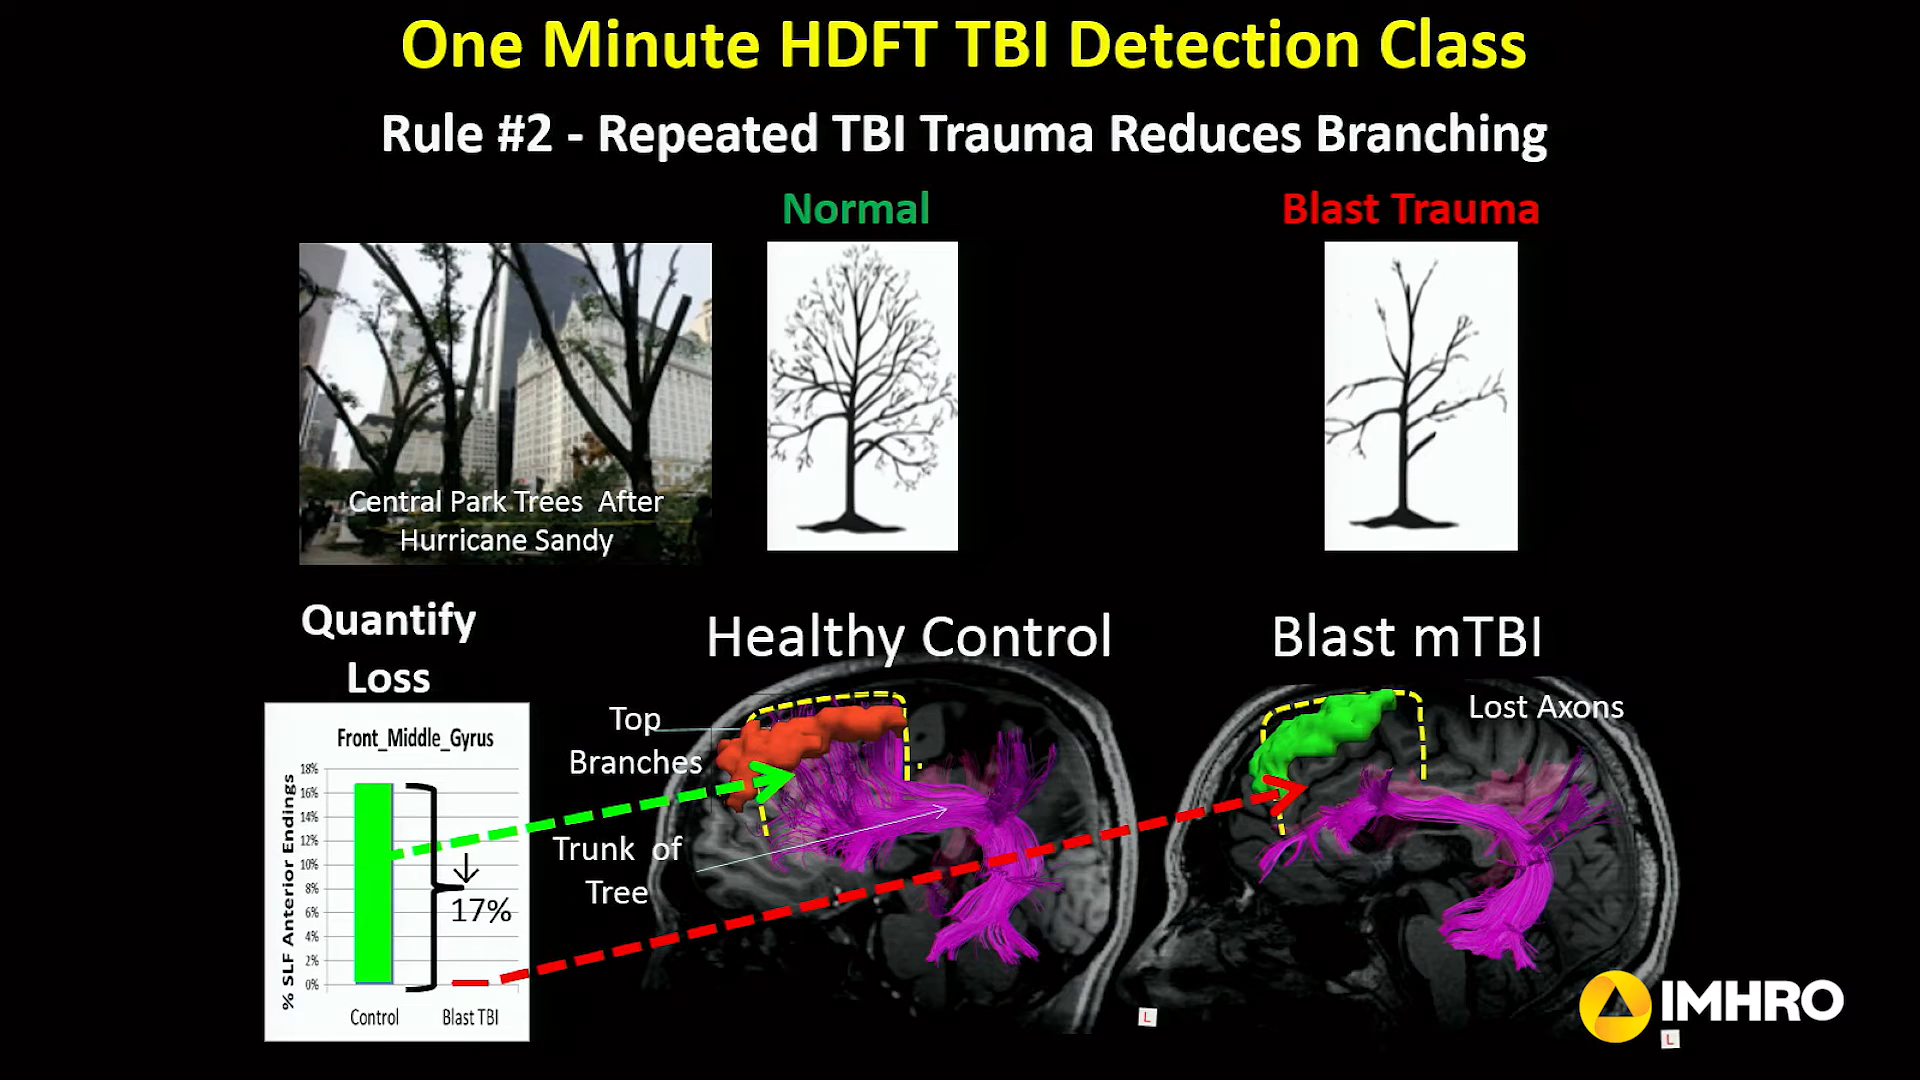 One Minute HDFT TBI Detection Class
Rule #2 - Repeated TBI Trauma Reduces Branching
Normal
Blast Trauma
Central Park Trees After
Hurricane Sandy
Quantify
Loss
Healthy Control
Blast mTBI
Front_Middle_Gyrus
% SLF Anterior Endings
18%
16%
14%
12%
10%
8%
6%
4%
2%
0%
17%
Control
Blast TBI
Top
Branches
Trunk of
Tree
Lost Axons
L
IMHRO
L